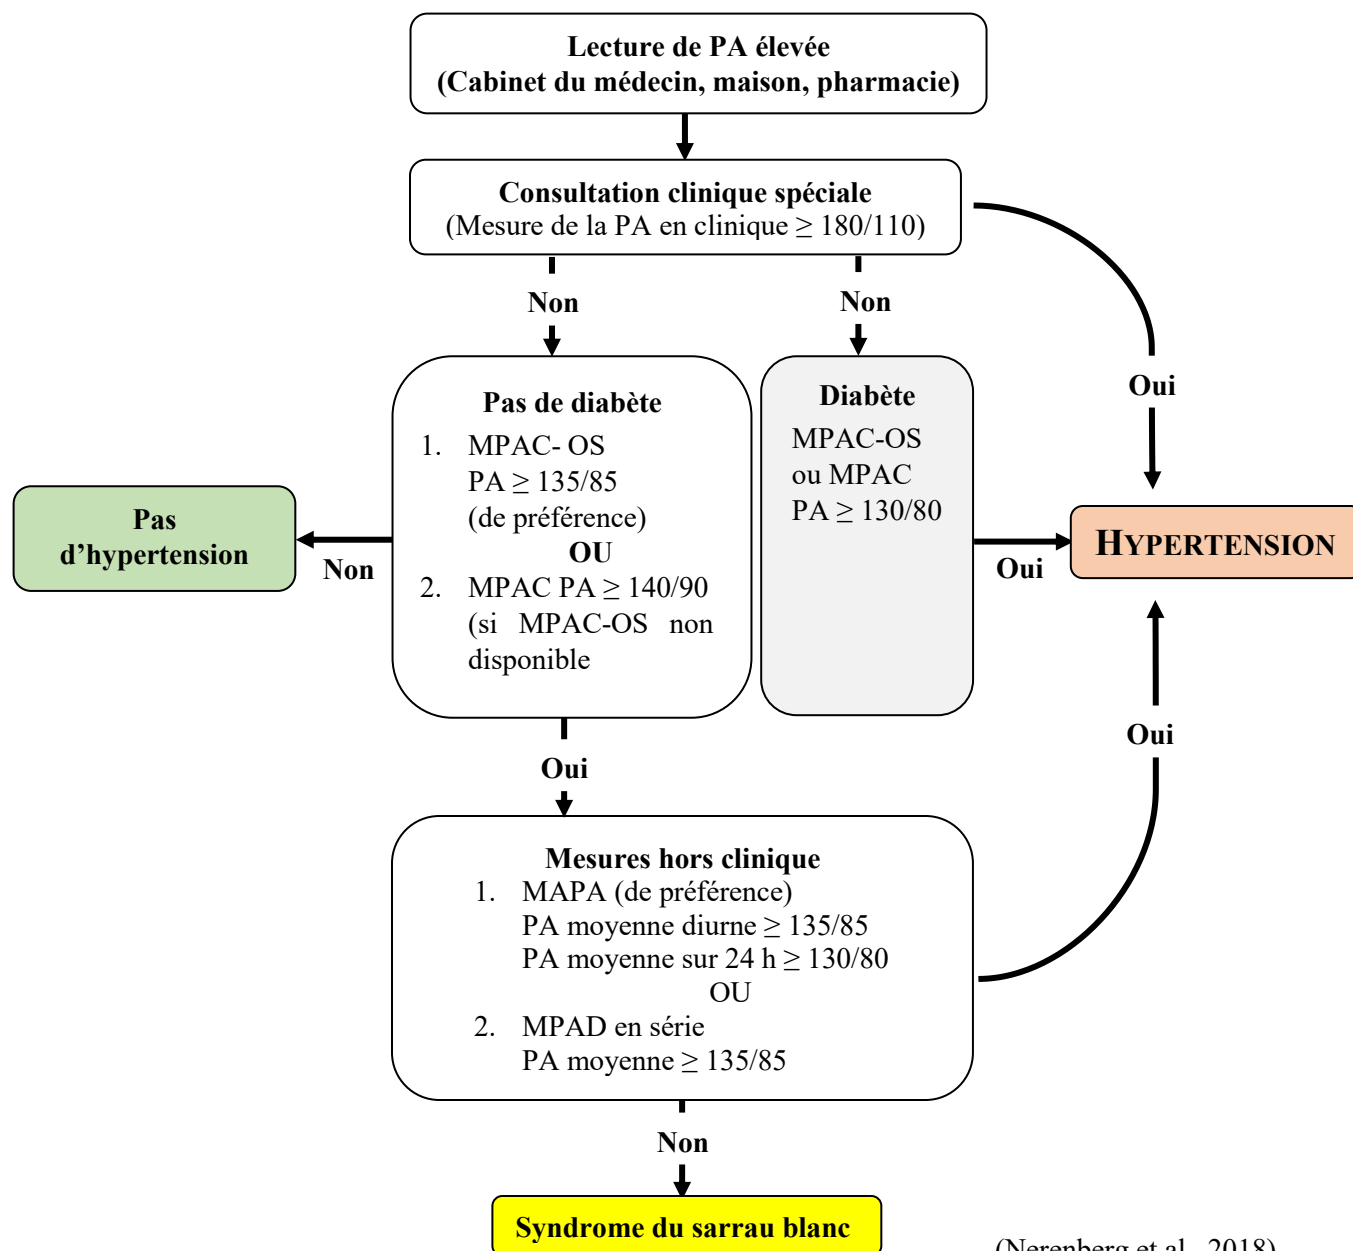 Lecture de PA élevée
(Cabinet du médecin, maison, pharmacie)
Consultation clinique spéciale
(Mesure de la PA en clinique ≥ 180/110)
Non
Non
Oui
Pas de diabète
1. MPAC- OS
PA ≥ 135/85
(de préférence)
OU
2. MPAC PA ≥ 140/90
(si MPAC-OS non
disponible
Diabète
MPAC-OS
ou MPAC
PA ≥ 130/80
Pas
d’hypertension
Non
Oui
HYPERTENSION
Oui
Oui
Mesures hors clinique
1. MAPA (de préférence)
PA moyenne diurne ≥ 135/85
PA moyenne sur 24 h ≥ 130/80
OU
2. MPAD en série
PA moyenne ≥ 135/85
Non
Syndrome du sarrau blanc
(Nerenberg et al., 2018)